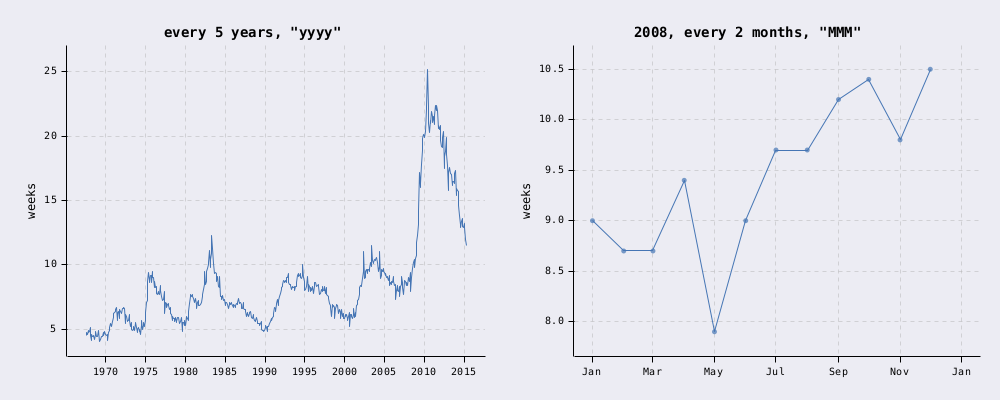 every 5 years, "yyyy"
25
20
15
10
5
weeks
1970 1975 1980 1985 1990 1995 2000 2005 2010 2015
2008, every 2 months, "MMM"
10.5
10.0
9.5
9.0
8.5
8.0
weeks
Jan Mar May Jul Sep Nov Jan